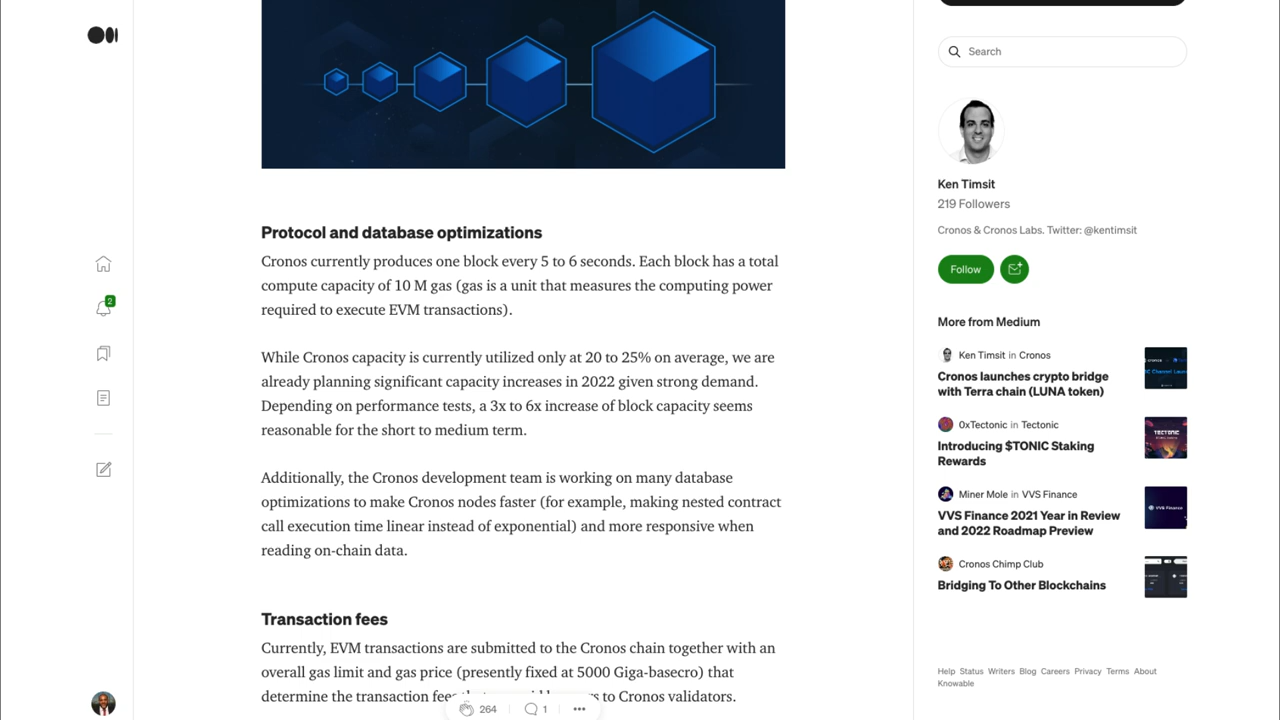 Protocol and database optimizations
Cronos currently produces one block every 5 to 6 seconds. Each block has a total
compute capacity of 10 M gas (gas is a unit that measures the computing power
required to execute EVM transactions).
While Cronos capacity is currently utilized only at 20 to 25% on average, we are
already planning significant capacity increases in 2022 given strong demand.
Depending on performance tests, a 3x to 6x increase of block capacity seems
reasonable for the short to medium term.
Additionally, the Cronos development team is working on many database
optimizations to make Cronos nodes faster (for example, making nested contract
call execution time linear instead of exponential) and more responsive when
reading on-chain data.
Transaction fees
Currently, EVM transactions are submitted to the Cronos chain together with an
overall gas limit and gas price (presently fixed at 5000 Giga-basecro) that
determine the transaction to Cronos validators.
264
1
2
Search
Ken Timsit
219 Followers
Cronos & Cronos Labs. Twitter: @kentimsit
Follow
More from Medium
Ken Timsit in Cronos
Cronos launches crypto bridge
with Terra chain (LUNA token)
0xTectonic in Tectonic
Introducing $TONIC Staking
Rewards
TECTONIC
Miner Mole in VVS Finance
VVS Finance 2021 Year in Review
and 2022 Roadmap Preview
VVS Finance
Cronos Chimp Club
Bridging To Other Blockchains
Help Status Writers Blog Careers Privacy Terms About
Knowable